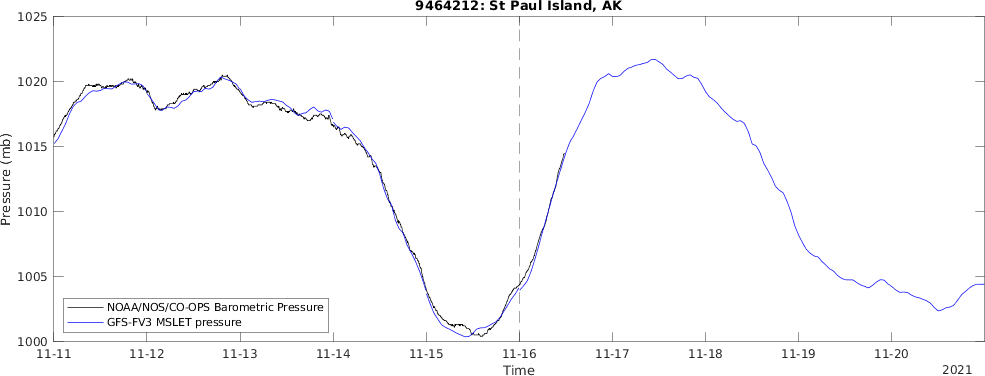 9464212: St Paul Island, AK
1025
1020
1015
1010
1005
1000
Pressure (mb)
NOAA/NOS/CO-OPS Barometric Pressure
GFS-FV3 MSLET pressure
11-11 11-12 11-13 11-14 11-15 11-16 11-17 11-18 11-19 11-20
Time
2021